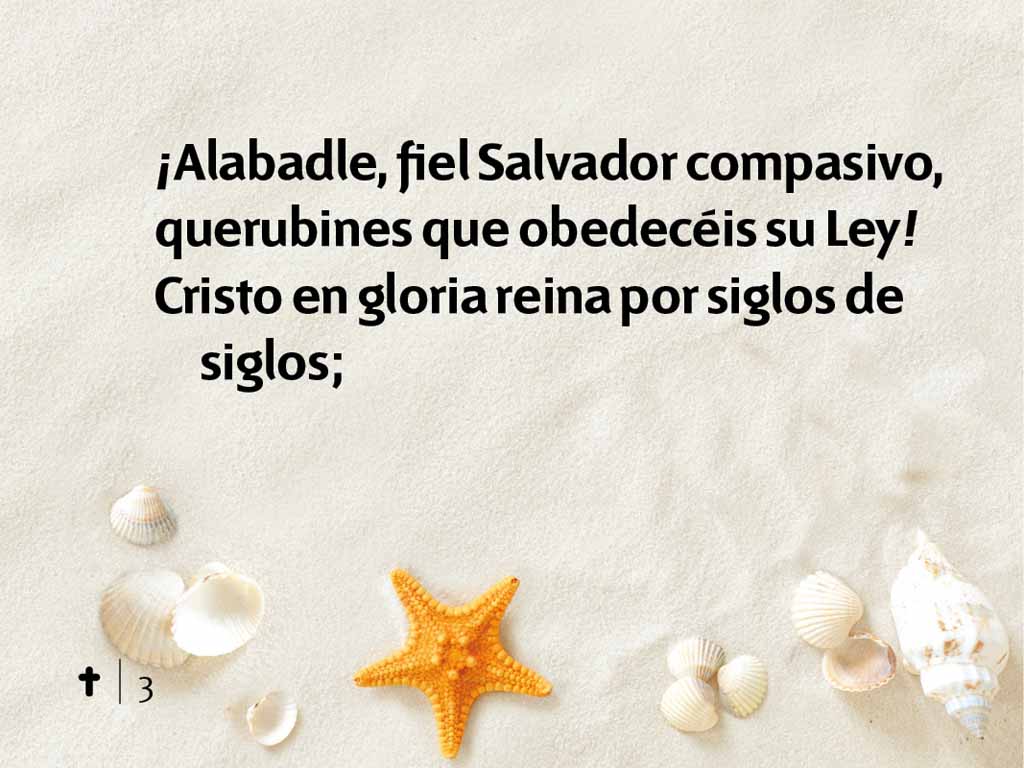 ¡Alabadle, fiel Salvador compasivo,
querubines que obedecéis su Ley!
Cristo en gloria reina por siglos de
siglos;
3